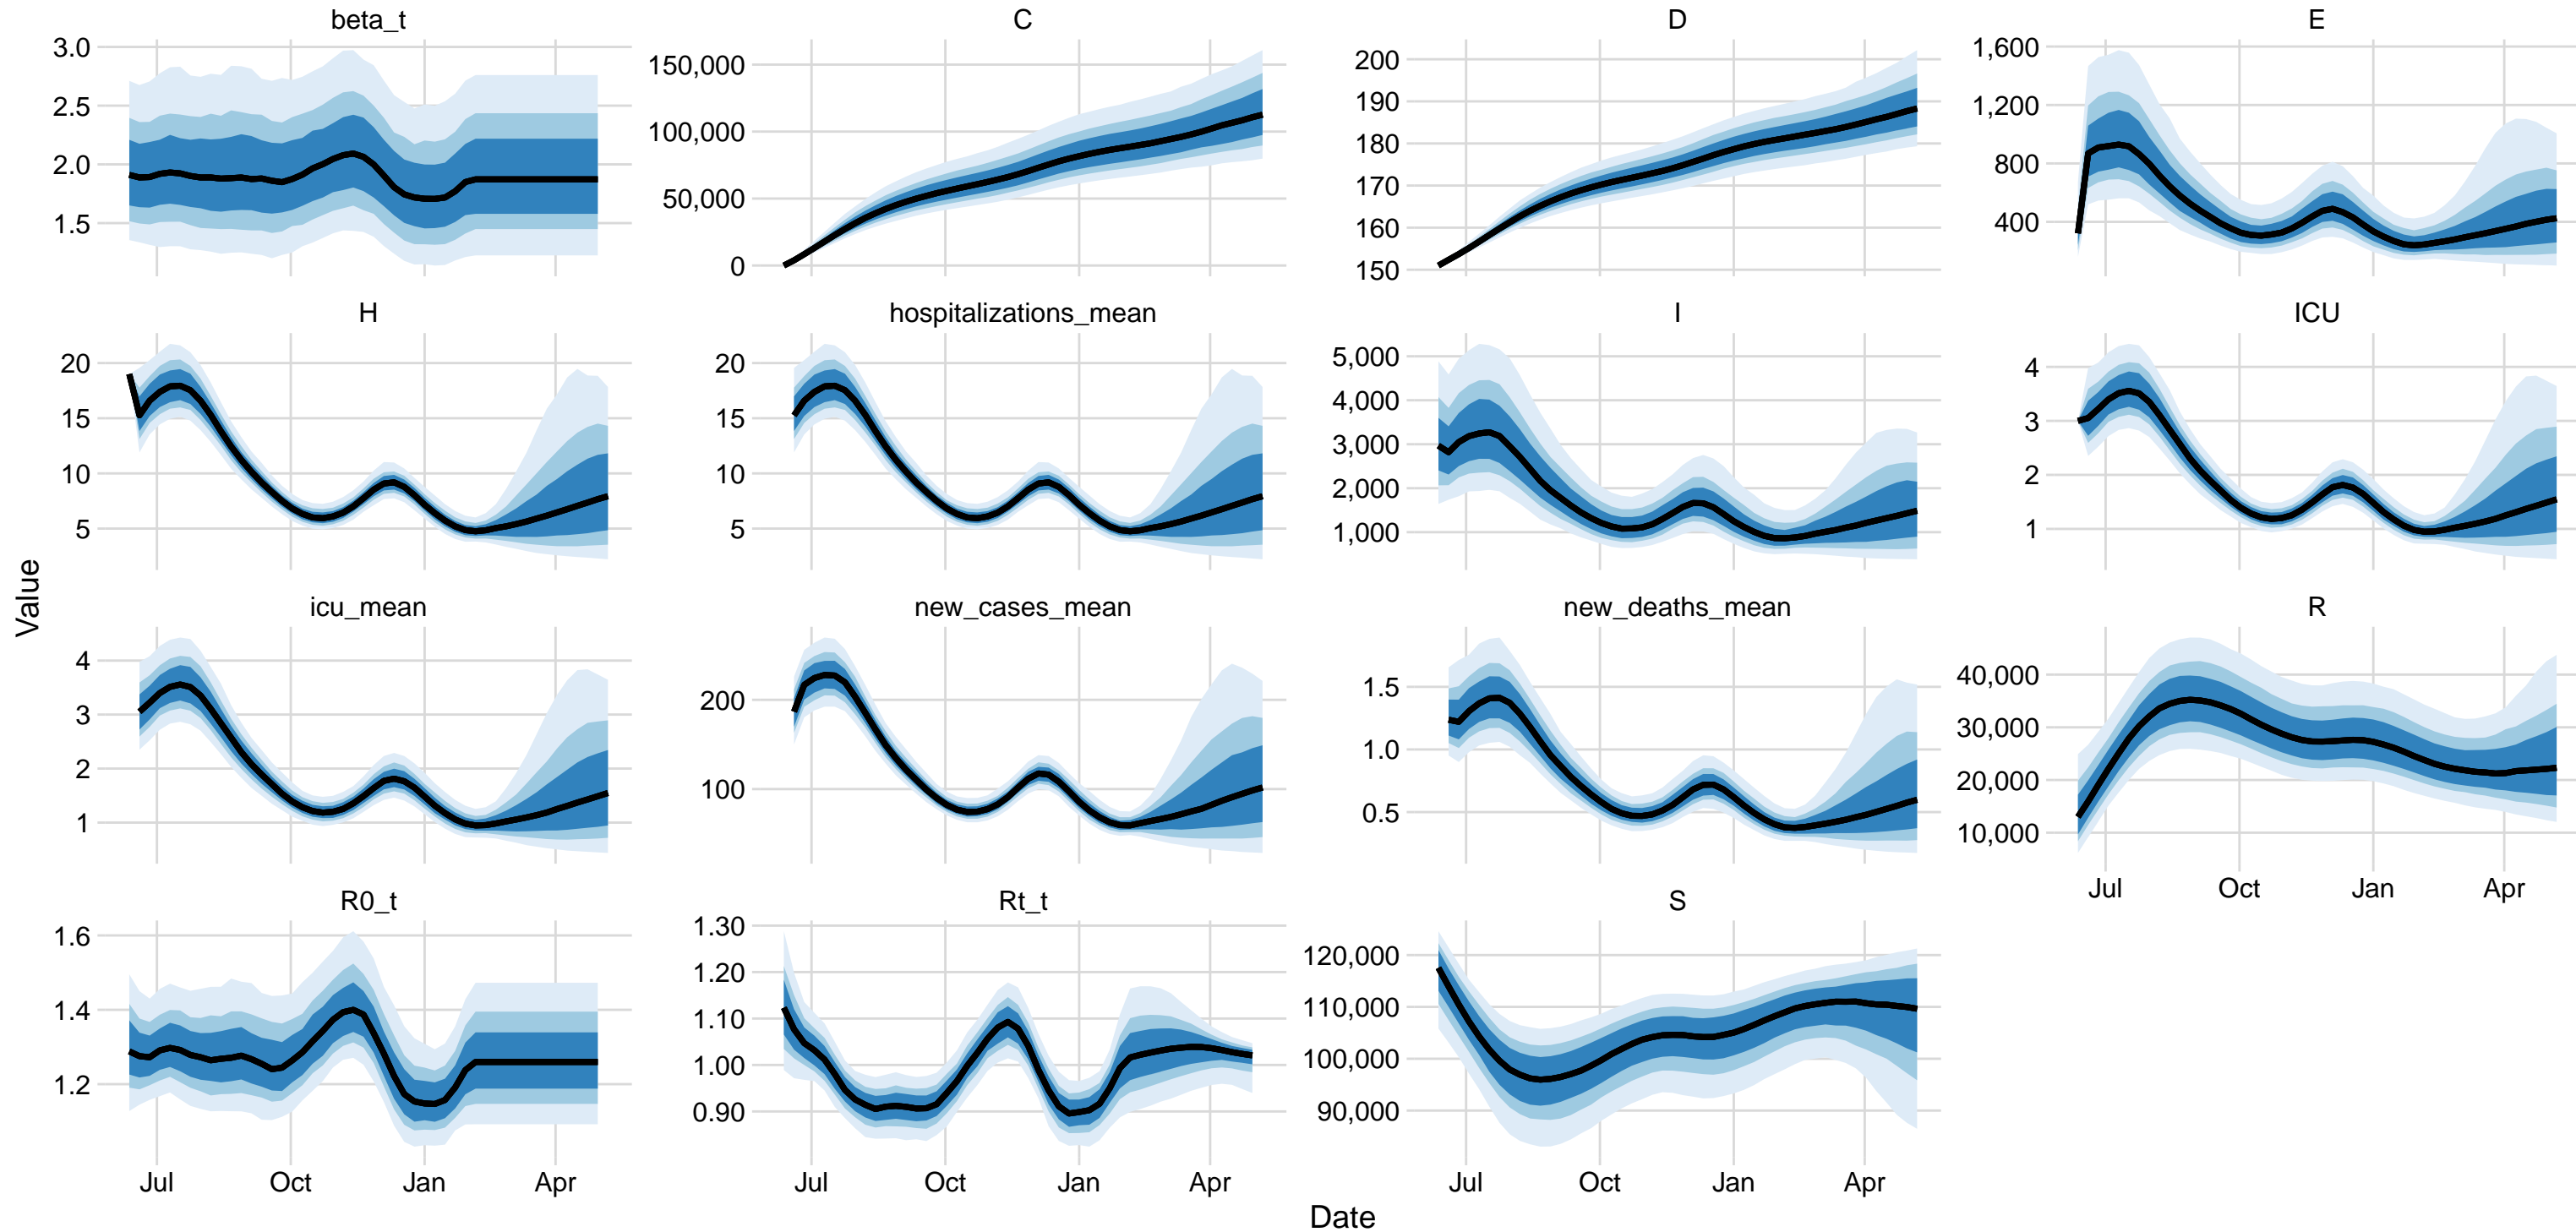 beta_t
C
D
E
3.0
2.5
2.0
1.5
150,000
100,000
50,000
0
200
190
180
170
160
150
1,600
1,200
800
400
H
hospitalizations_mean
I
ICU
20
15
10
5
20
15
10
5
5,000
4,000
3,000
2,000
1,000
4
3
2
1
Value
icu_mean
new_cases_mean
new_deaths_mean
R
4
3
2
1
200
100
1.5
1.0
0.5
40,000
30,000
20,000
10,000
Jul Oct Jan Apr
R0_t
Rt_t
S
1.6
1.4
1.2
1.30
1.20
1.10
1.00
0.90
120,000
110,000
100,000
90,000
Jul Oct Jan Apr
Jul Oct Jan Apr
Jul Oct Jan Apr
Date